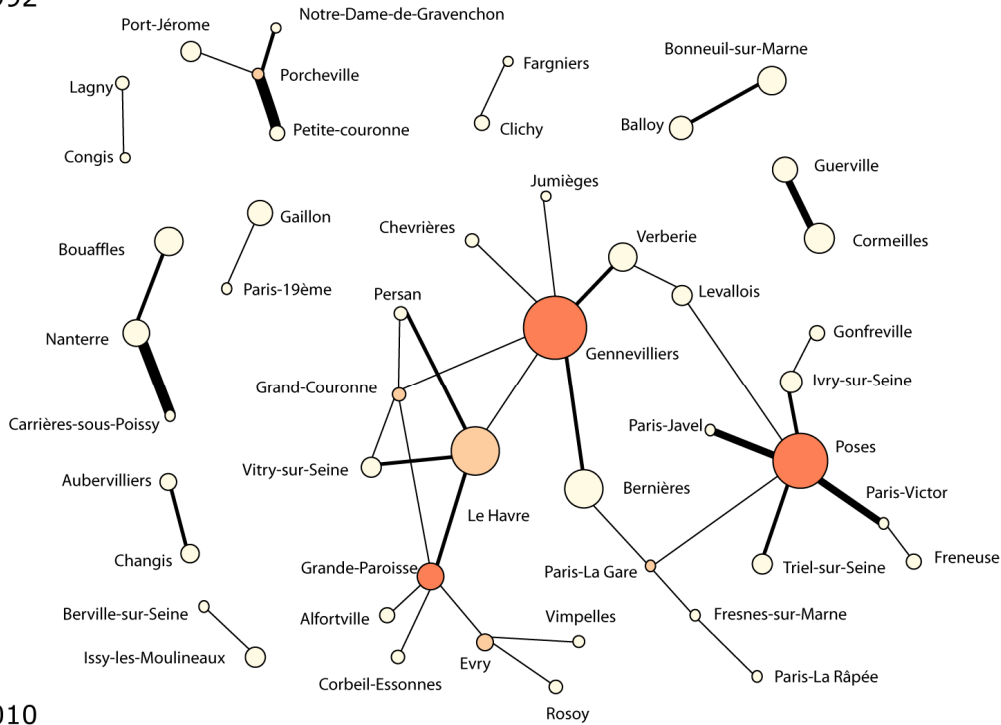 Notre-Dame-de-Gravenchon
Port-Jérome
Bonneuil-sur-Marne
Fargniers
Porcheville
Lagny
Balloy
Clichy
Petite-couronne
Congis
Guerville
Jumièges
Gaillon
Chevrières
Verberie
Cormeilles
Bouaffles
Paris-19ème
Levallois
Persan
Gonfreville
Nanterre
Gennevilliers
Ivry-sur-Seine
Grand-Couronne
Carrières-sous-Poissy
Paris-Javel
Poses
Vitry-sur-Seine
Aubervilliers
Bernières
Paris-Victor
Le Havre
Changis
Grande-Paroisse
Paris-La Gare
Triel-sur-Seine
Freneuse
Berville-sur-Seine
Alfortville
Vimpelles
Fresnes-sur-Marne
Issy-les-Moulineaux
Evry
Corbeil-Essonnes
Paris-La Râpée
Rosoy
010